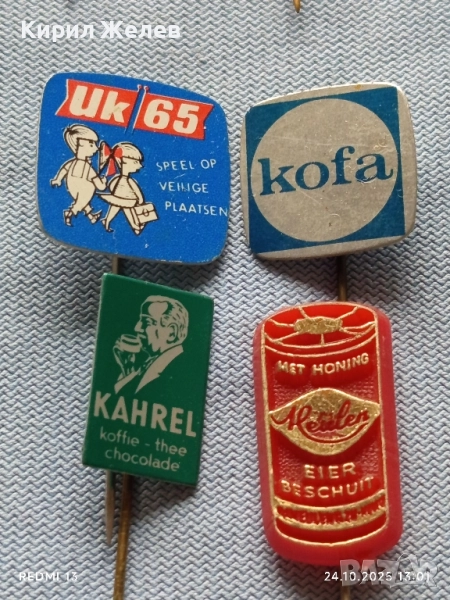 Кирил Желев
Uk 65
SPEEL OP
VEILIGE
PLAATSEN
kofa
KAHREL
koffie - thee
chocolade
MET HONING
Meulen
EIER
BESCHUIT
REDMI 13
24.10.2025 13:01